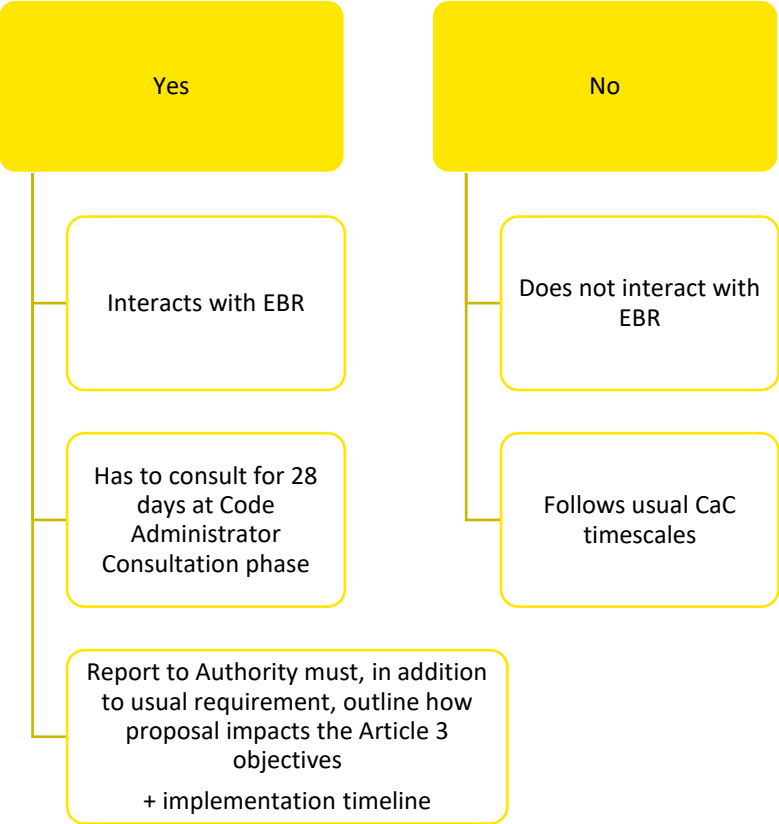 Yes
Interacts with EBR
Has to consult for 28
days at Code
Administrator
Consultation phase
Report to Authority must, in addition
to usual requirement, outline how
proposal impacts the Article 3
objectives
+ implementation timeline
No
Does not interact with
EBR
Follows usual CaC
timescales